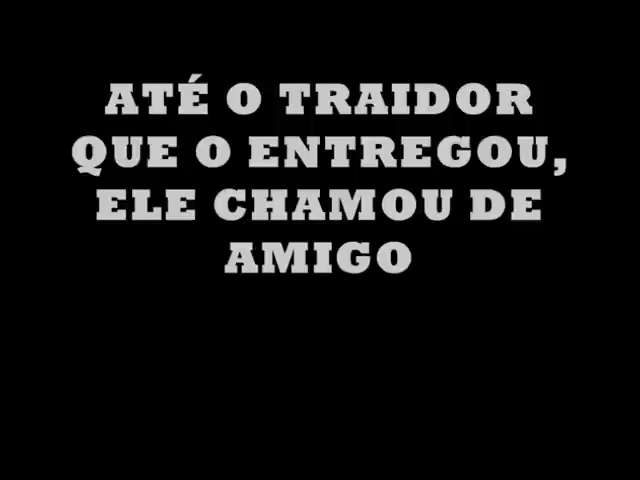 ATÉ O TRAIDOR
QUE O ENTREGOU,
ELE CHAMOU DE
AMIGO